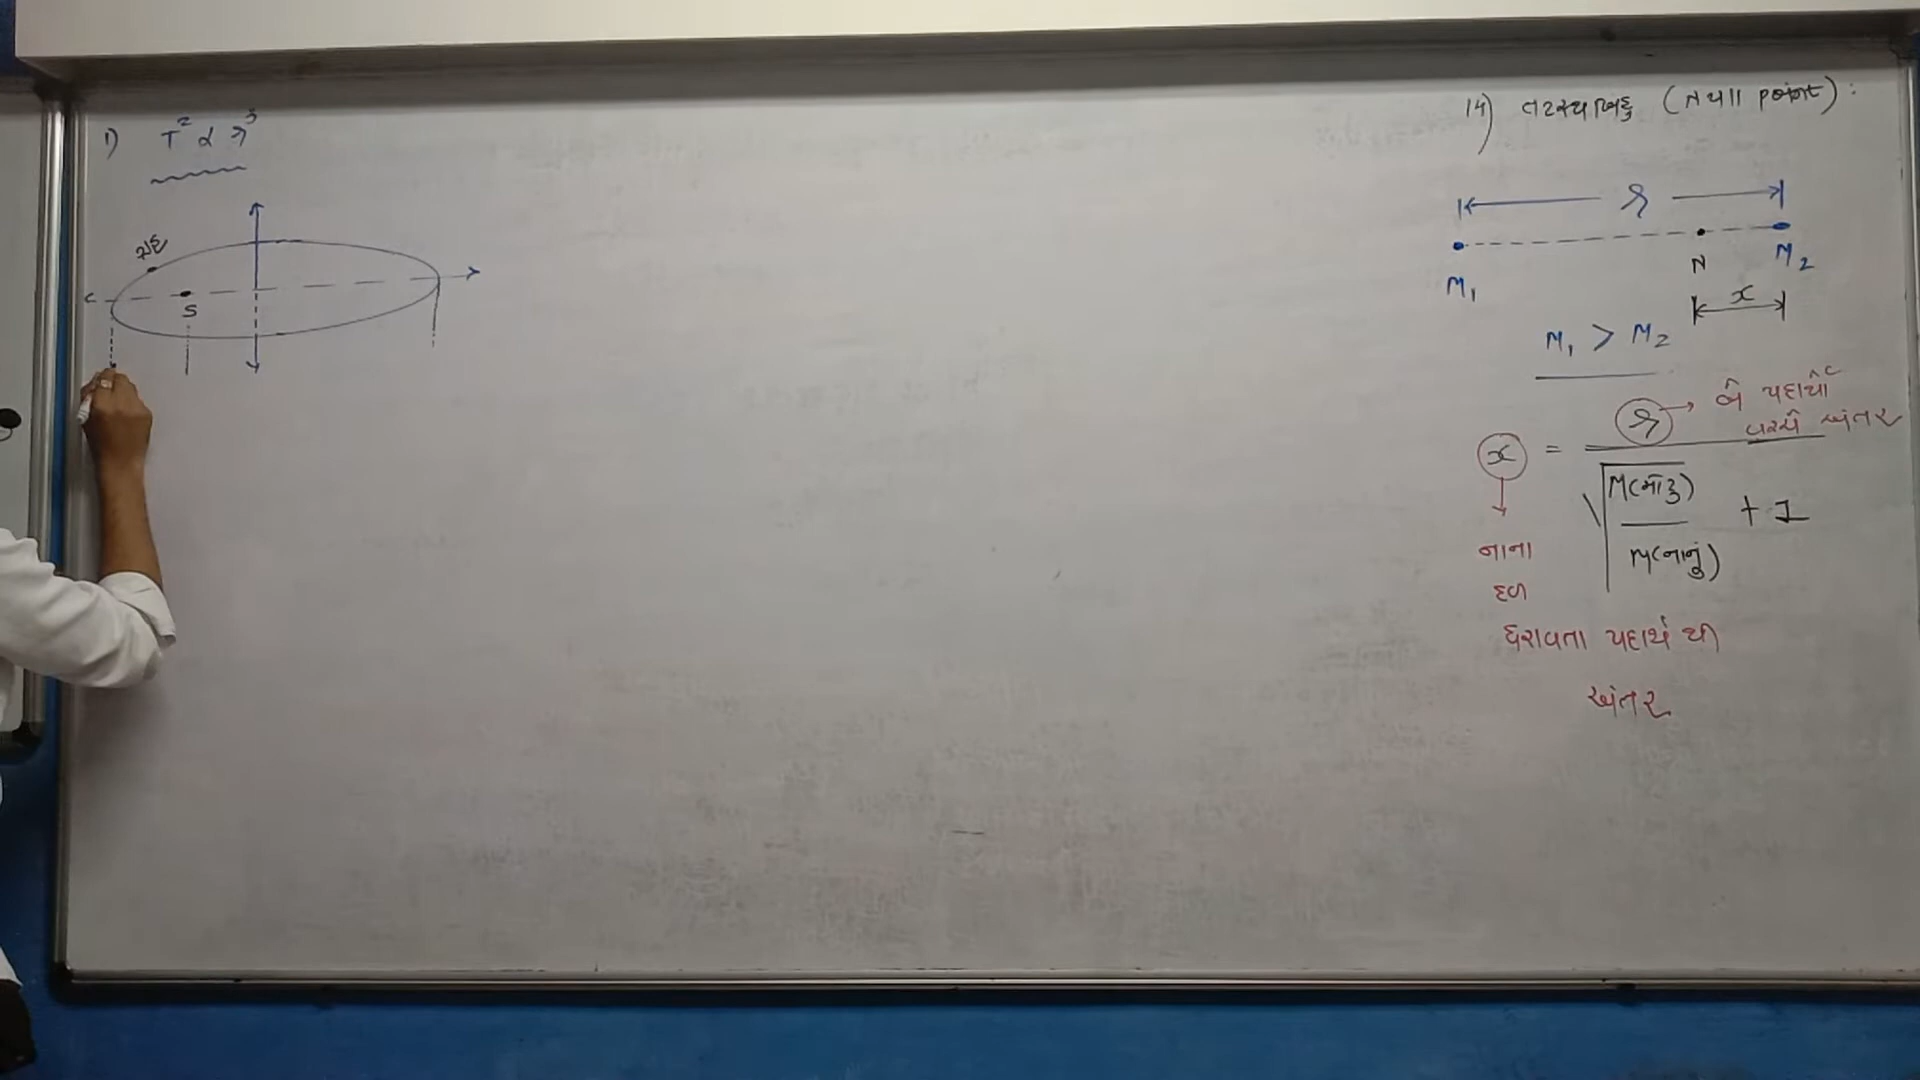 1) T² ∝ r³
ગ્રહ
S
14) તટસ્થબિંદુ (Null point) :
r
N
M₁
M₂
x
M₁ > M₂
r → બે પદાર્થો વચ્ચે અંતર
x = r / √(M(મોટું) / M(નાનું)) + 1
નાના
દળ
ધરાવતા પદાર્થ થી
અંતર